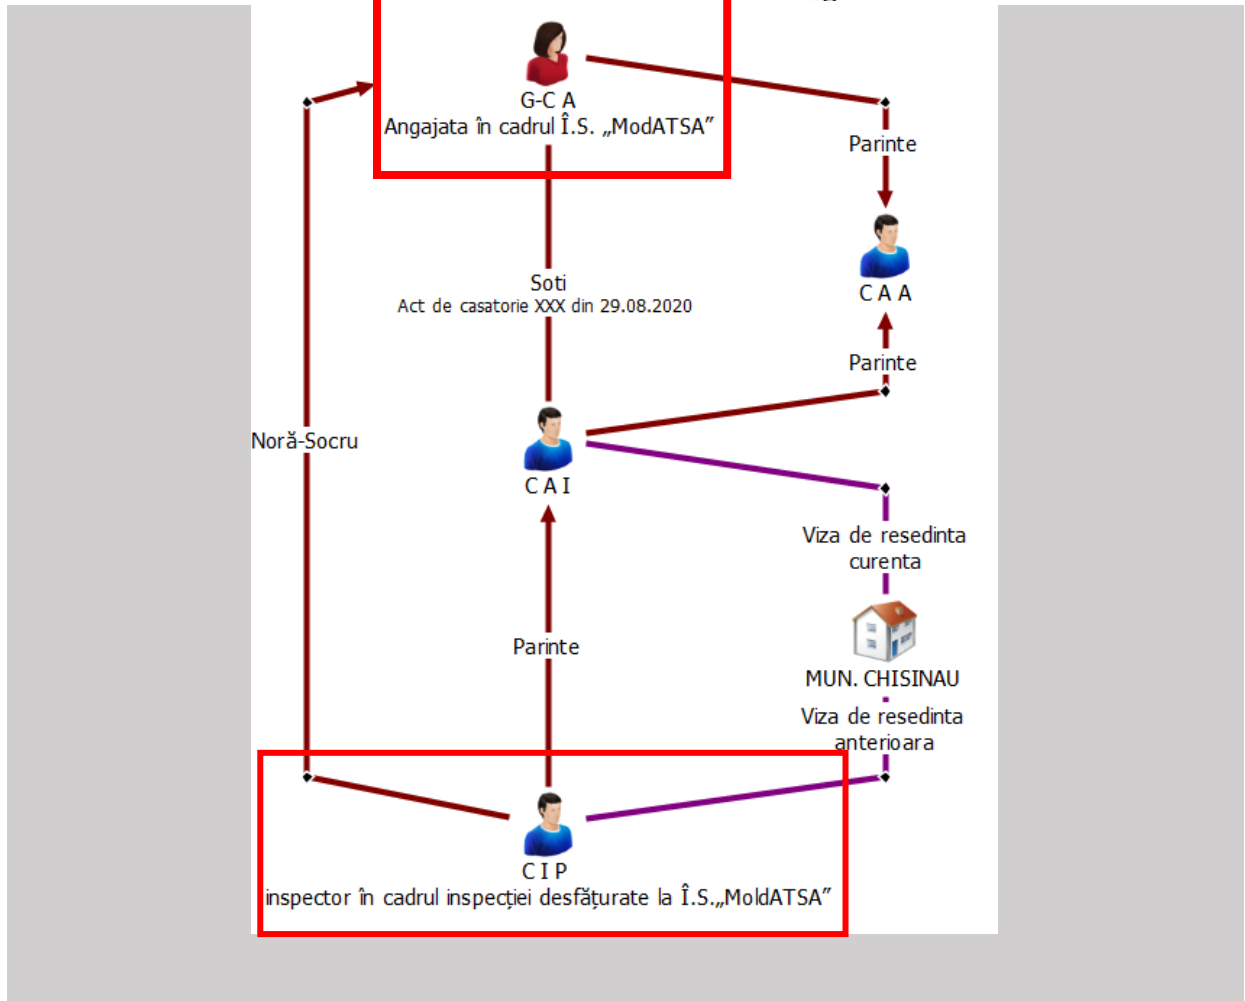 G-C A
Angajata în cadrul Î.S. „ModATSA”
Parinte
C A A
Soti
Act de casatorie XXX din 29.08.2020
Parinte
Noră-Socru
C A I
Viza de resedinta
curenta
Parinte
MUN. CHISINAU
Viza de resedinta
anterioara
C I P
inspector în cadrul inspecției desfățurate la Î.S.„MoldATSA”